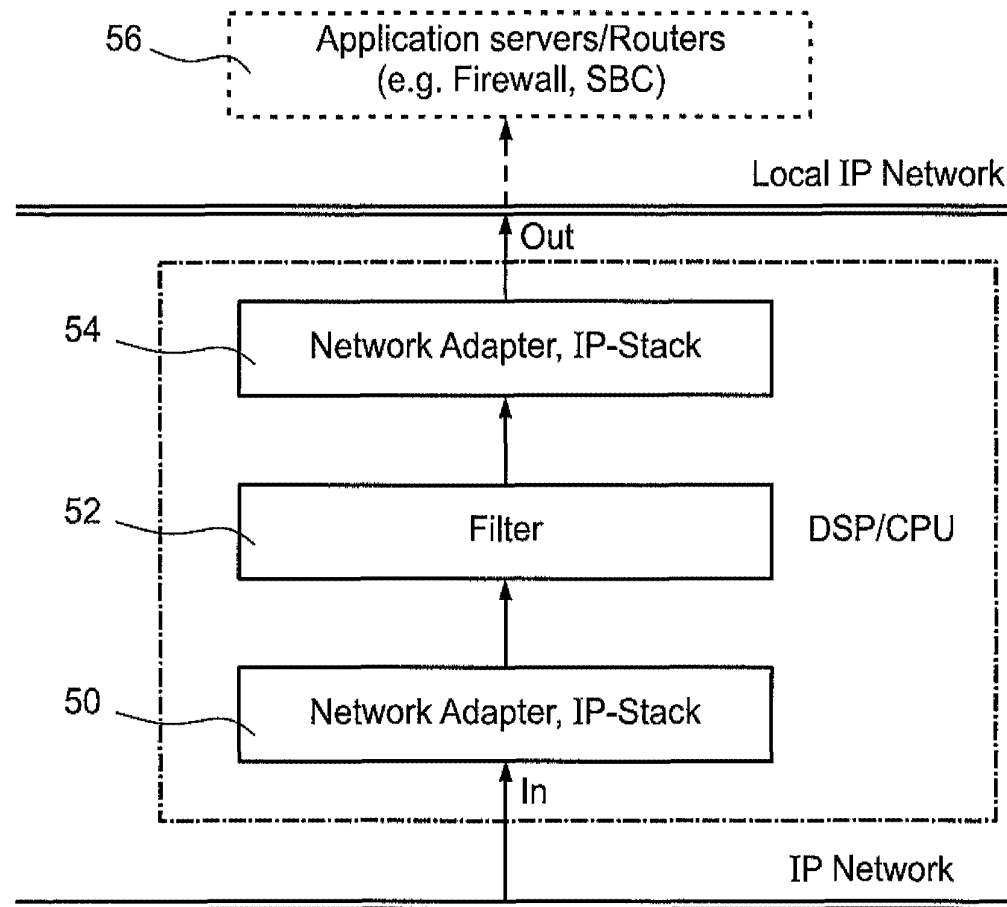 56
Application servers/Routers
(e.g. Firewall, SBC)
Local IP Network
Out
54
Network Adapter, IP-Stack
52
Filter
DSP/CPU
50
Network Adapter, IP-Stack
In
IP Network